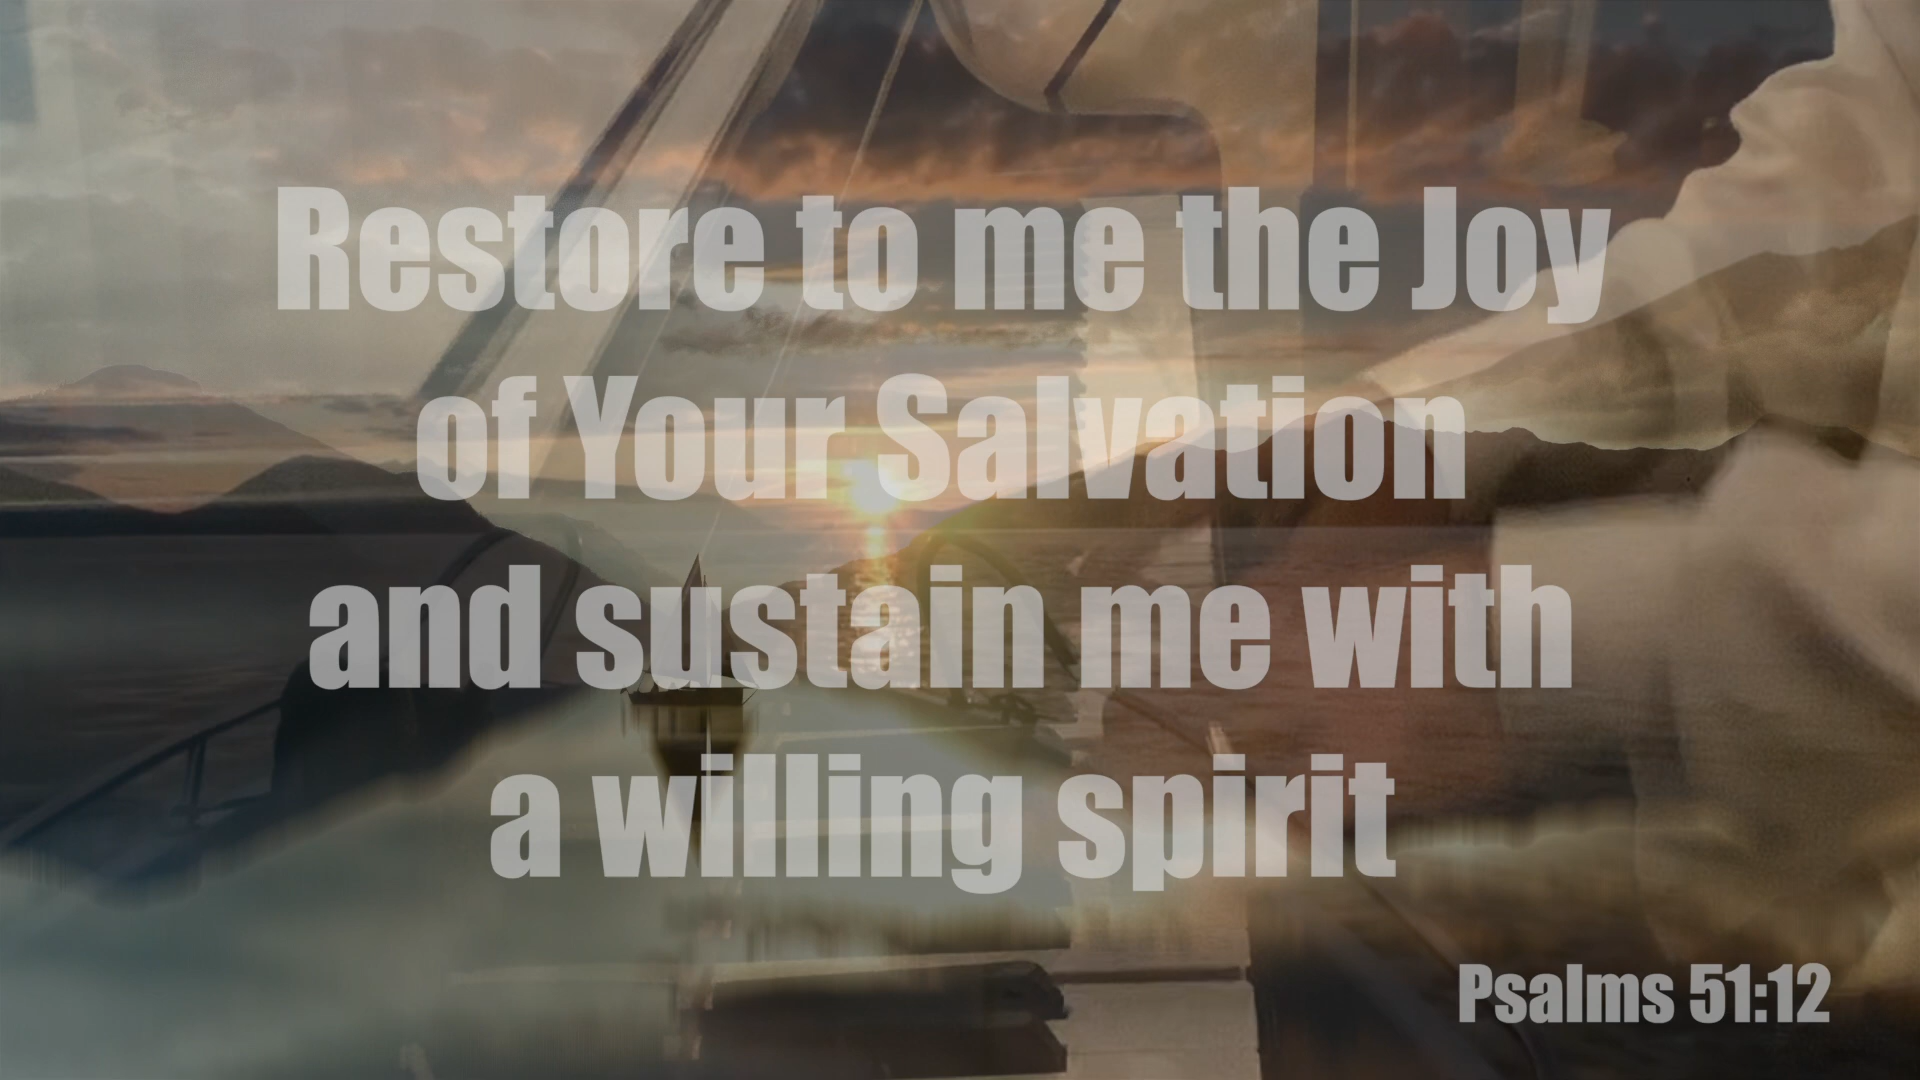 Restore to me the Joy
of Your Salvation
and sustain me with
a willing spirit
Psalms 51:12